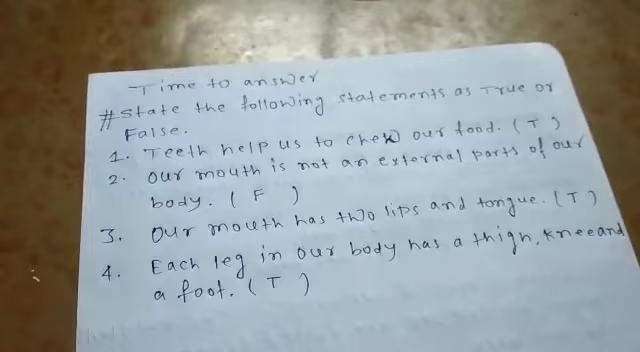 Time to answer
# State the following statements as True or
False.
1. Teeth help us to chew our food. (T)
2. Our mouth is not an external parts of our
body. ( F )
3. Our mouth has two lips and tongue. (T)
4. Each leg in our body has a thigh, knee and
a foot. ( T )